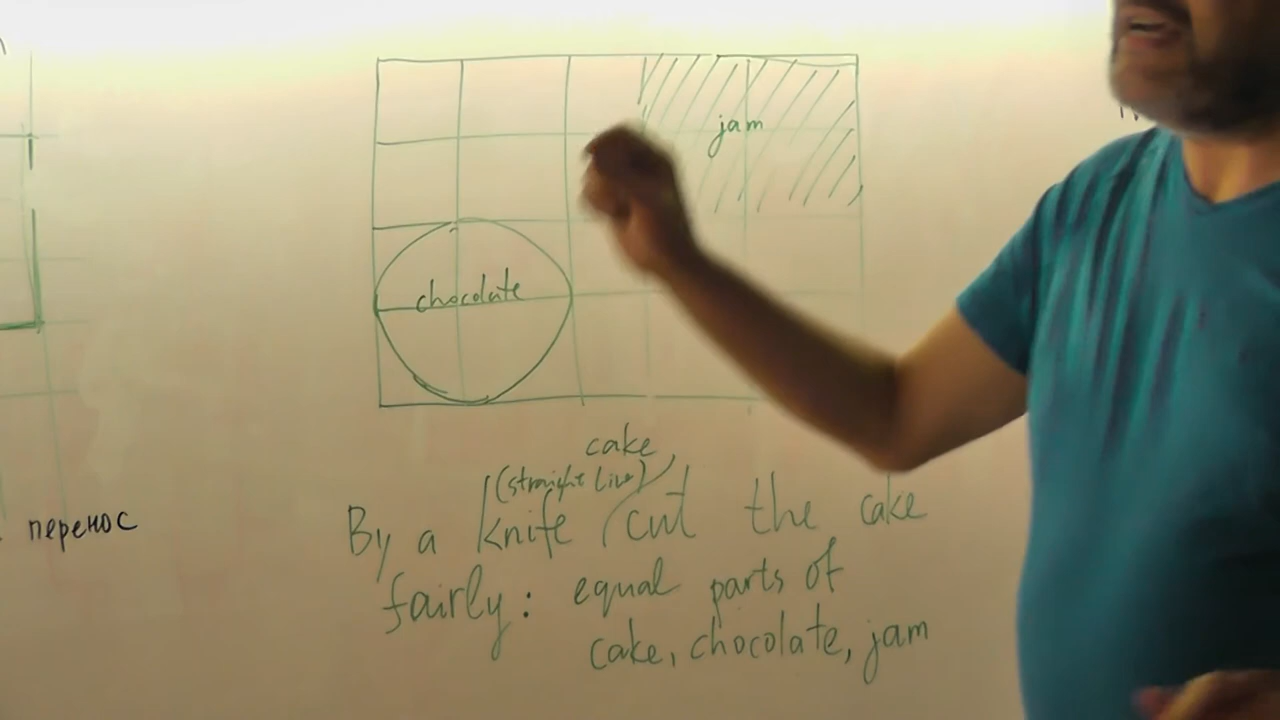 jam
chocolate
cake,
(straight line)
By a knife cut the cake
fairly: equal parts of
cake, chocolate, jam
перенос